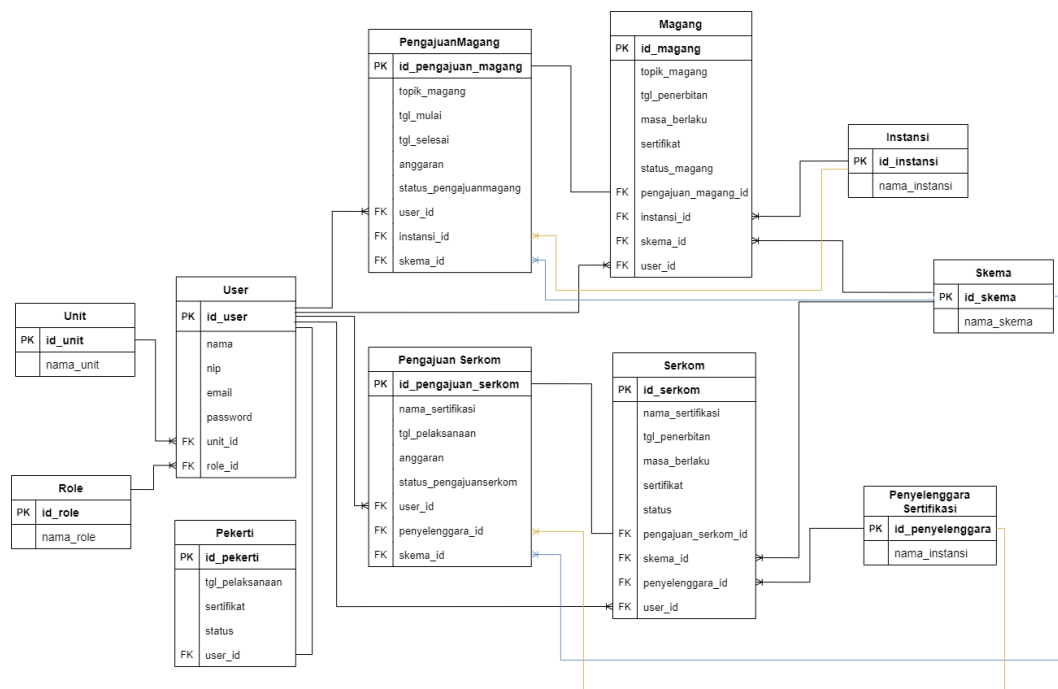 PengajuanMagang
PK id_pengajuan_magang
topik_magang
tgl_mulai
tgl_selesai
anggaran
status_pengajuanmagang
FK user_id
FK instansi_id
FK skema_id
Magang
PK id_magang
topik_magang
tgl_penerbitan
masa_berlaku
sertifikat
status_magang
FK pengajuan_magang_id
FK instansi_id
FK skema_id
FK user_id
Instansi
PK id_instansi
nama_instansi
Skema
PK id_skema
nama_skema
Unit
PK id_unit
nama_unit
User
PK id_user
nama
nip
email
password
FK unit_id
FK role_id
Role
PK id_role
nama_role
Pekerti
PK id_pekerti
tgl_pelaksanaan
sertifikat
status
FK user_id
Pengajuan Serkom
PK id_pengajuan_serkom
nama_sertifikasi
tgl_pelaksanaan
anggaran
status_pengajuanserkom
FK user_id
FK penyelenggara_id
FK skema_id
Serkom
PK id_serkom
nama_sertifikasi
tgl_penerbitan
masa_berlaku
sertifikat
status
FK pengajuan_serkom_id
FK skema_id
FK penyelenggara_id
FK user_id
Penyelenggara
Sertifikasi
PK id_penyelenggara
nama_instansi